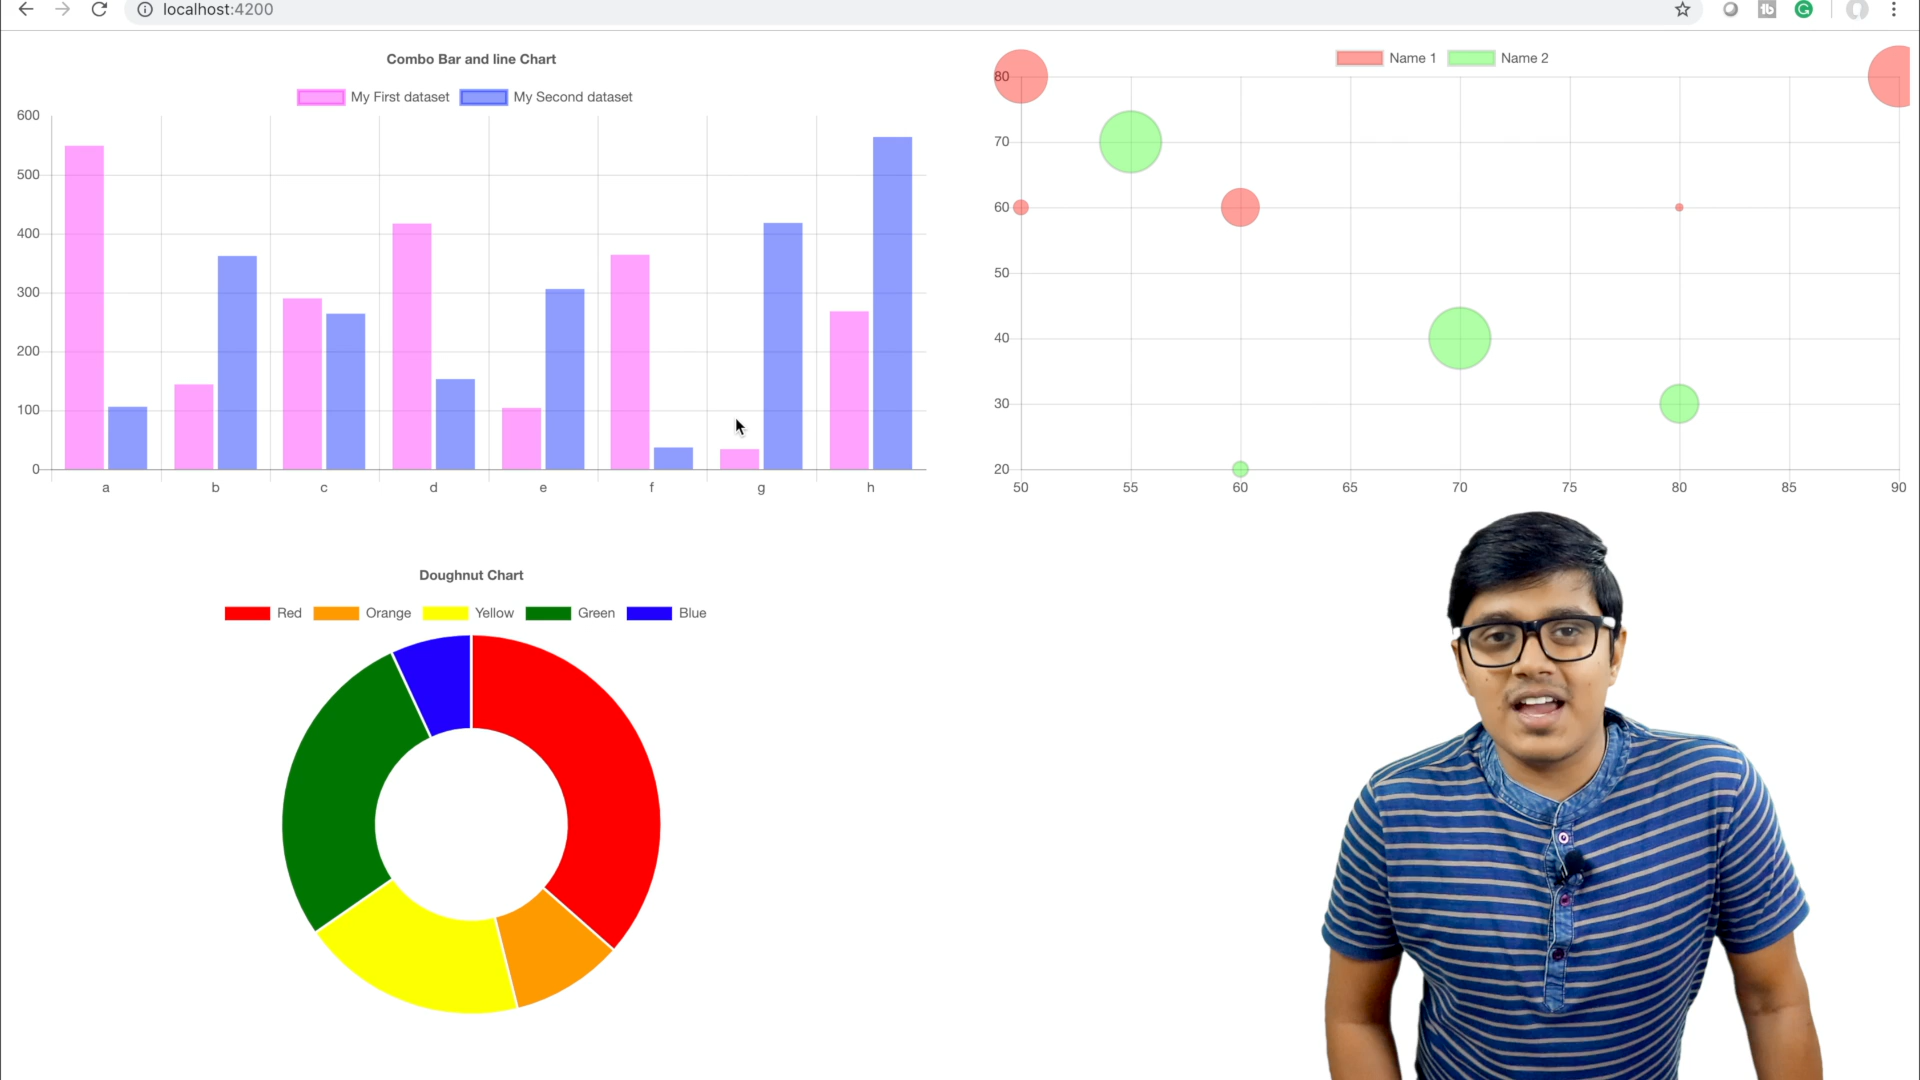 localhost:4200
Combo Bar and line Chart
My First dataset My Second dataset
600
500
400
300
200
100
0
a b c d e f g h
Name 1 Name 2
80
70
60
50
40
30
20
50 55 60 65 70 75 80 85 90
Doughnut Chart
Red Orange Yellow Green Blue